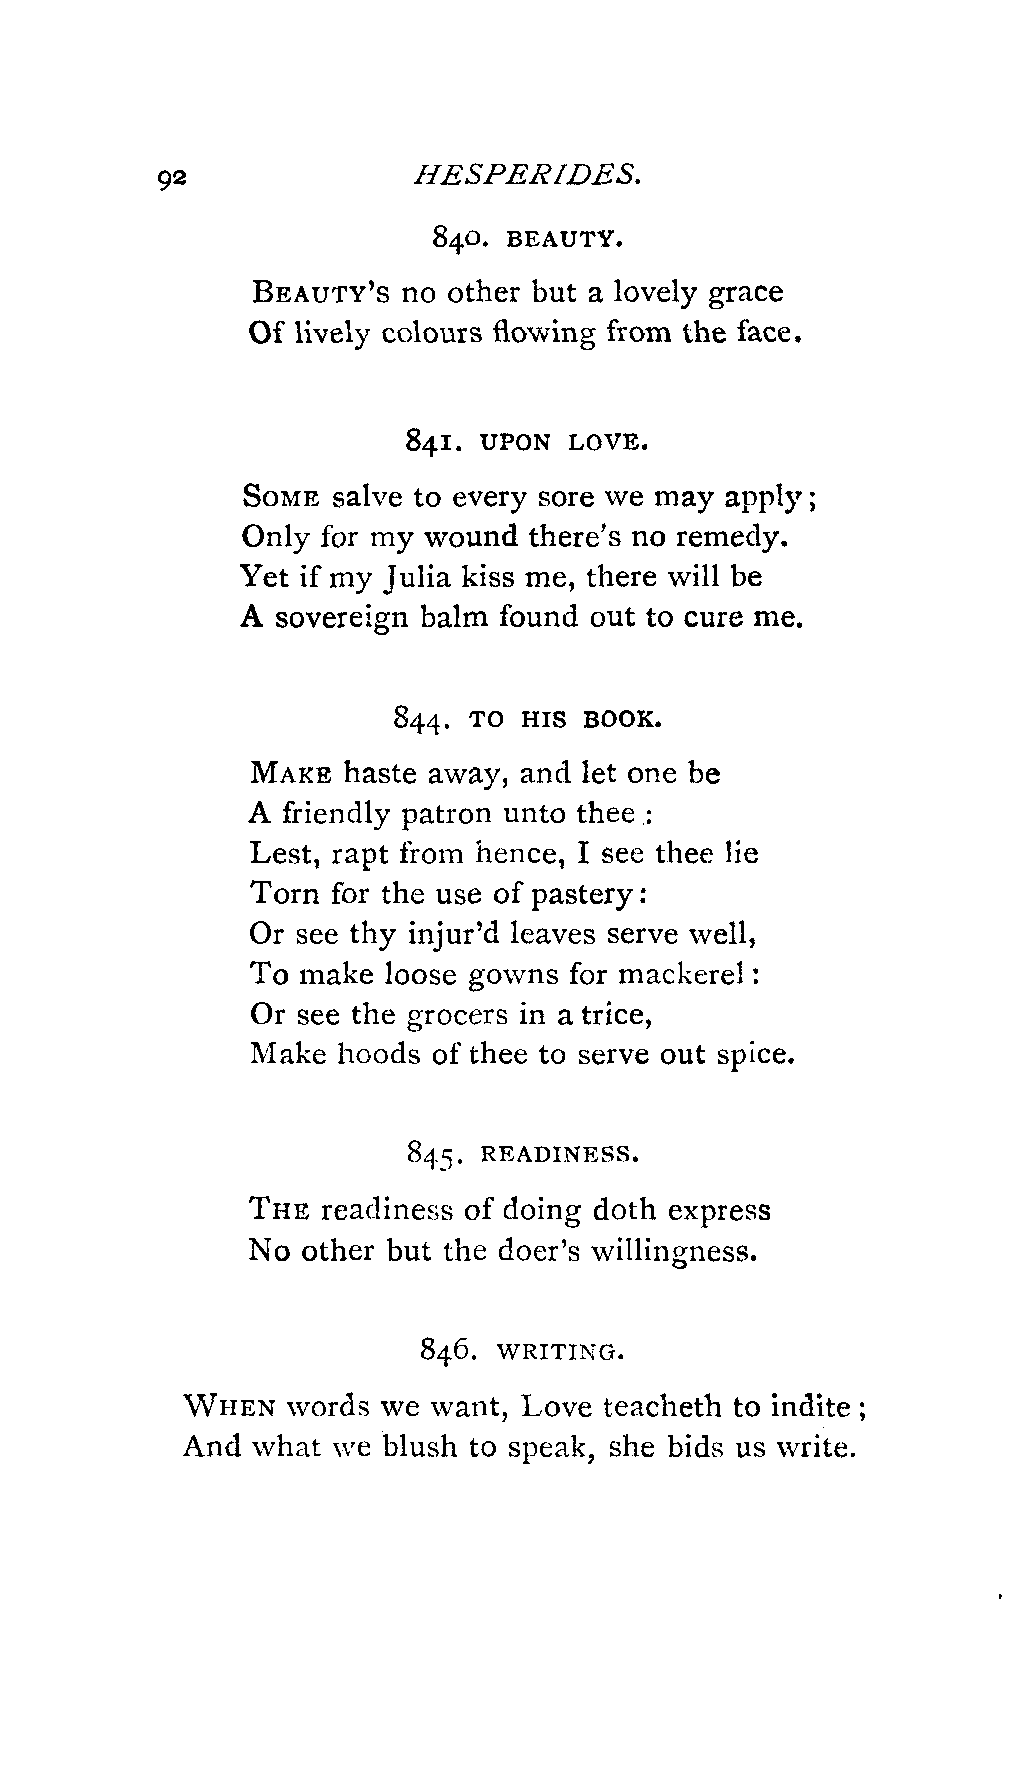 92 HESPERIDES.
840. BEAUTY.
BEAUTY's no other but a lovely grace
Of lively colours flowing from the face.
841. UPON LOVE.
SOME salve to every sore we may apply;
Only for my wound there's no remedy.
Yet if my Julia kiss me, there will be
A sovereign balm found out to cure me.
844. TO HIS BOOK.
MAKE haste away, and let one be
A friendly patron unto thee:
Lest, rapt from hence, I see thee lie
Torn for the use of pastery:
Or see thy injur'd leaves serve well,
To make loose gowns for mackerel:
Or see the grocers in a trice,
Make hoods of thee to serve out spice.
845. READINESS.
THE readiness of doing doth express
No other but the doer's willingness.
846. WRITING.
WHEN words we want, Love teacheth to indite;
And what we blush to speak, she bids us write.